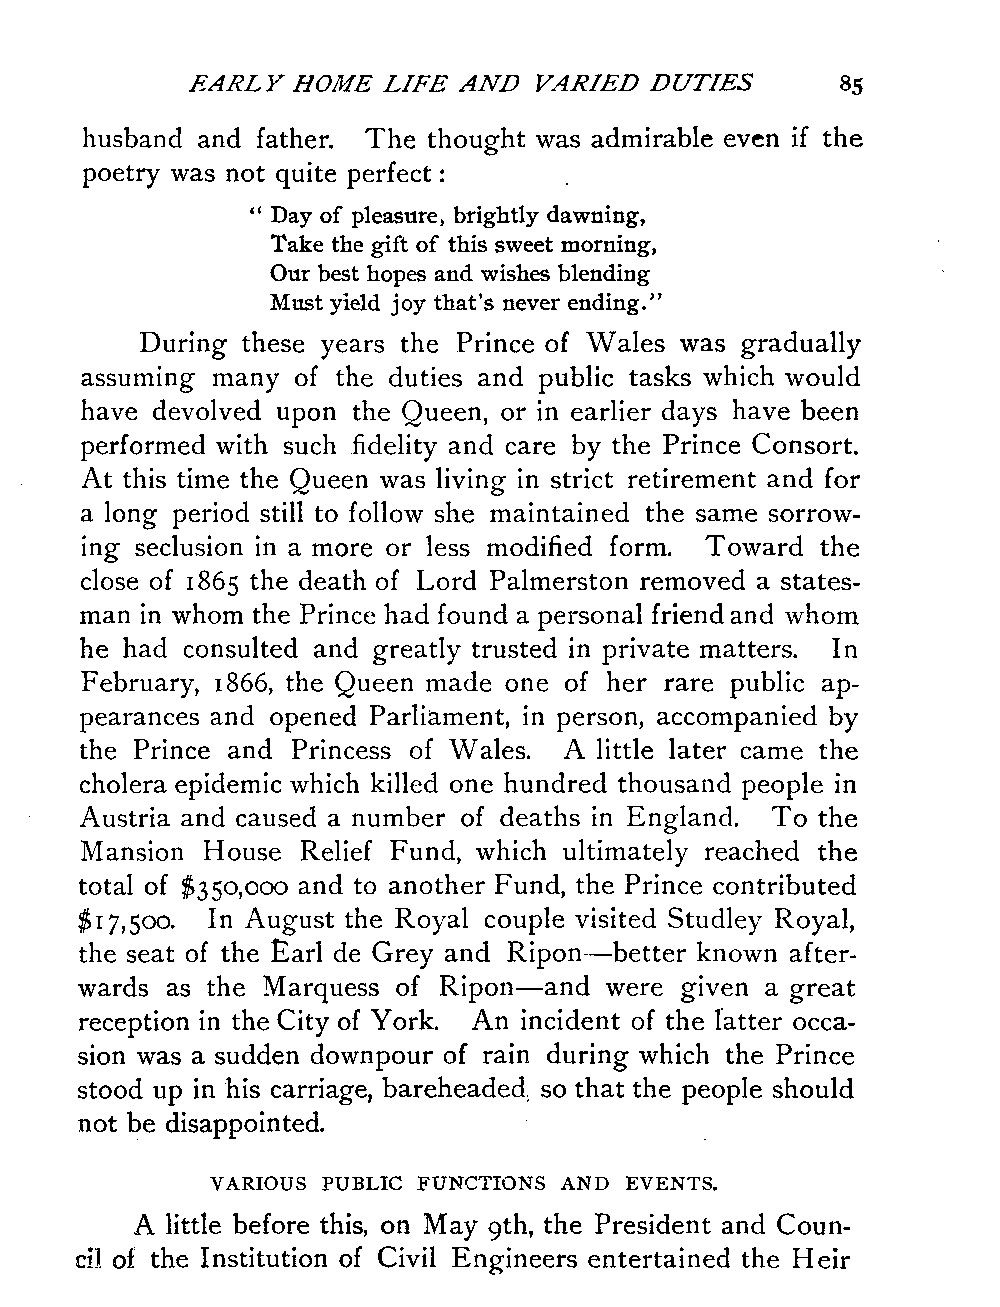 EARLY HOME LIFE AND VARIED DUTIES 85
husband and father. The thought was admirable even if the
poetry was not quite perfect :
“ Day of pleasure, brightly dawning,
Take the gift of this sweet morning,
Our best hopes and wishes blending
Must yield joy that's never ending.”
During these years the Prince of Wales was gradually
assuming many of the duties and public tasks which would
have devolved upon the Queen, or in earlier days have been
performed with such fidelity and care by the Prince Consort.
At this time the Queen was living in strict retirement and for
a long period still to follow she maintained the same sorrow-
ing seclusion in a more or less modified form. Toward the
close of 1865 the death of Lord Palmerston removed a states-
man in whom the Prince had found a personal friend and whom
he had consulted and greatly trusted in private matters. In
February, 1866, the Queen made one of her rare public ap-
pearances and opened Parliament, in person, accompanied by
the Prince and Princess of Wales. A little later came the
cholera epidemic which killed one hundred thousand people in
Austria and caused a number of deaths in England. To the
Mansion House Relief Fund, which ultimately reached the
total of $350,000 and to another Fund, the Prince contributed
$17,500. In August the Royal couple visited Studley Royal,
the seat of the Earl de Grey and Ripon—better known after-
wards as the Marquess of Ripon—and were given a great
reception in the City of York. An incident of the latter occa-
sion was a sudden downpour of rain during which the Prince
stood up in his carriage, bareheaded, so that the people should
not be disappointed.
VARIOUS PUBLIC FUNCTIONS AND EVENTS.
A little before this, on May 9th, the President and Coun-
cil of the Institution of Civil Engineers entertained the Heir